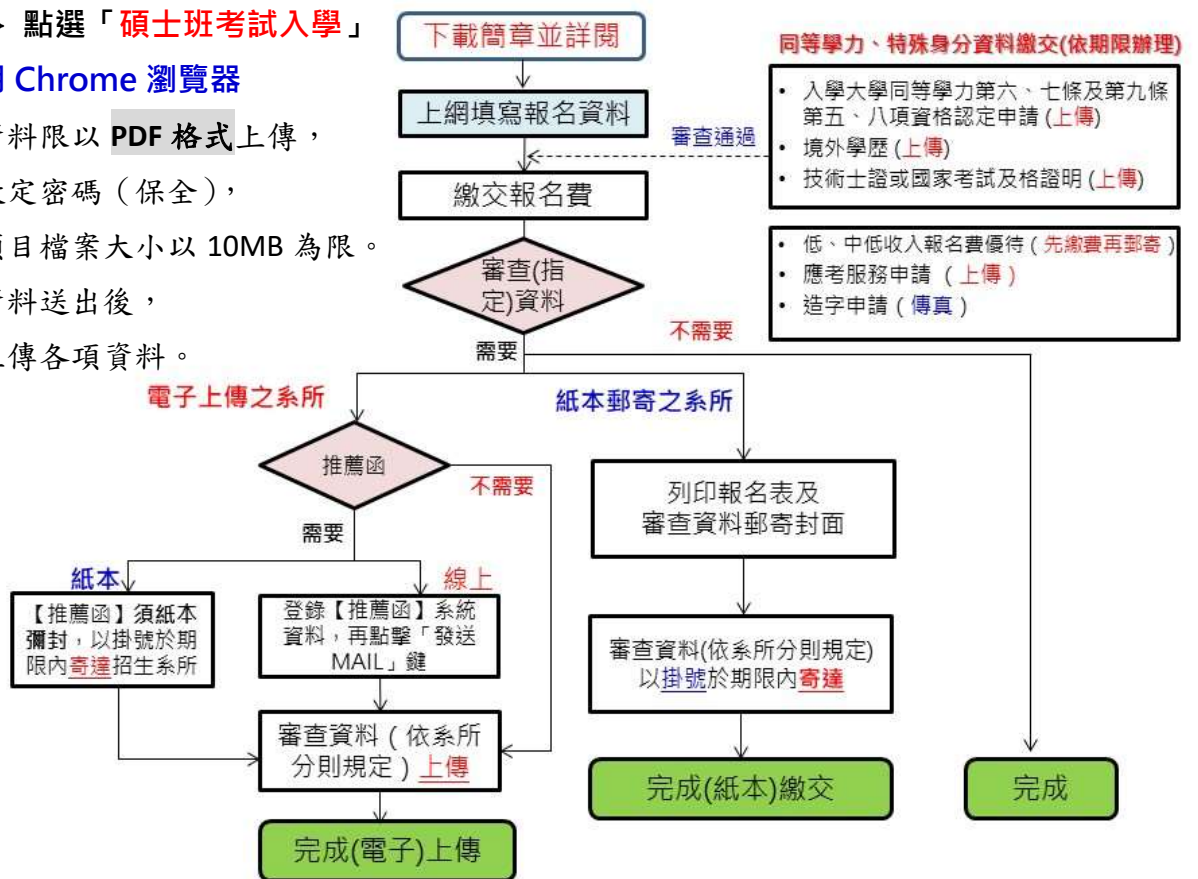 點選「碩士班考試入學」
Chrome 瀏覽器
料限以 PDF 格式上傳，
定密碼（保全），
目檔案大小以 10MB 為限。
料送出後，
傳各項資料。
下載簡章並詳閱
上網填寫報名資料
審查通過
繳交報名費
審查(指
定)資料
同等學力、特殊身分資料繳交(依期限辦理)
• 入學大學同等學力第六、七條及第九條
第五、八項資格認定申請 (上傳)
• 境外學歷 (上傳)
• 技術士證或國家考試及格證明 (上傳)
• 低、中低收入報名費優待（先繳費再郵寄）
• 應考服務申請 （上傳）
• 造字申請（傳真）
不需要
需要
電子上傳之系所
紙本郵寄之系所
推薦函
不需要
需要
列印報名表及
審查資料郵寄封面
紙本
線上
【推薦函】須紙本
彌封，以掛號於期
限內寄達招生系所
登錄【推薦函】系統
資料，再點擊「發送
MAIL」鍵
審查資料(依系所分則規定)
以掛號於期限內寄達
審查資料（依系所
分則規定）上傳
完成(紙本)繳交
完成
完成(電子)上傳